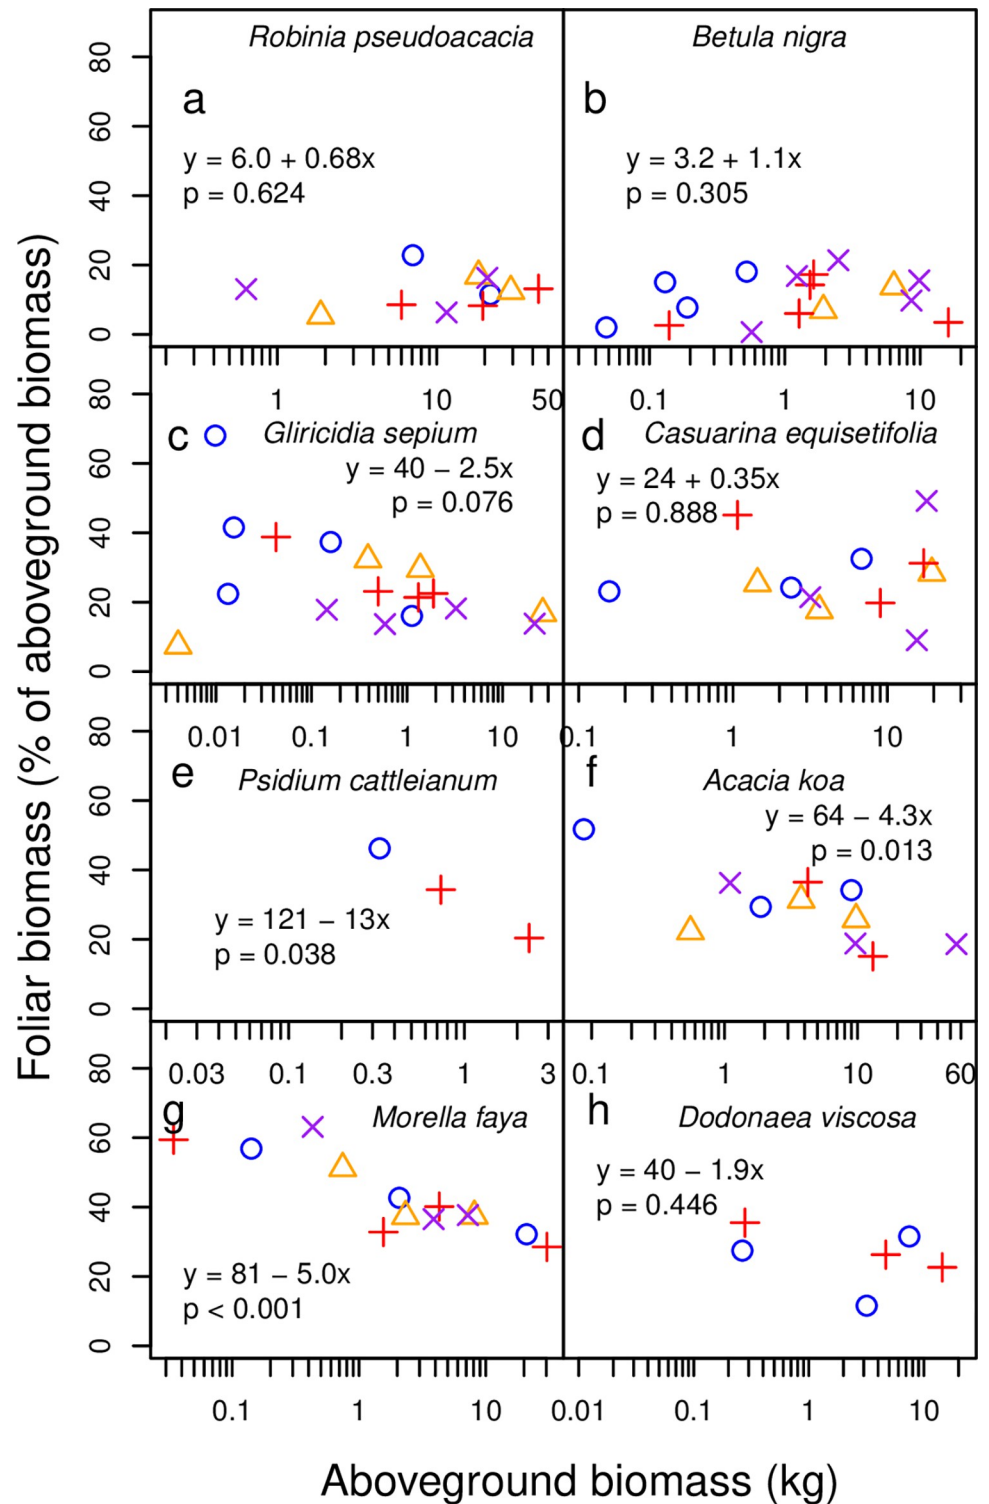 Foliar biomass (% of aboveground biomass)
Robinia pseudoacacia
a
y = 6.0 + 0.68x
p = 0.624
0 20 40 60 80
1 10 50
Betula nigra
b
y = 3.2 + 1.1x
p = 0.305
0.1 1 10
c Gliricidia sepium
y = 40 − 2.5x
p = 0.076
0 20 40 60 80
0.01 0.1 1 10
d Casuarina equisetifolia
y = 24 + 0.35x
p = 0.888
0.1 1 10
e Psidium cattleianum
y = 121 − 13x
p = 0.038
0 20 40 60 80
0.03 0.1 0.3 1 3
f Acacia koa
y = 64 − 4.3x
p = 0.013
0.1 1 10 60
g Morella faya
y = 81 − 5.0x
p < 0.001
0 20 40 60 80
0.1 1 10
h Dodonaea viscosa
y = 40 − 1.9x
p = 0.446
0.01 0.1 1 10
Aboveground biomass (kg)